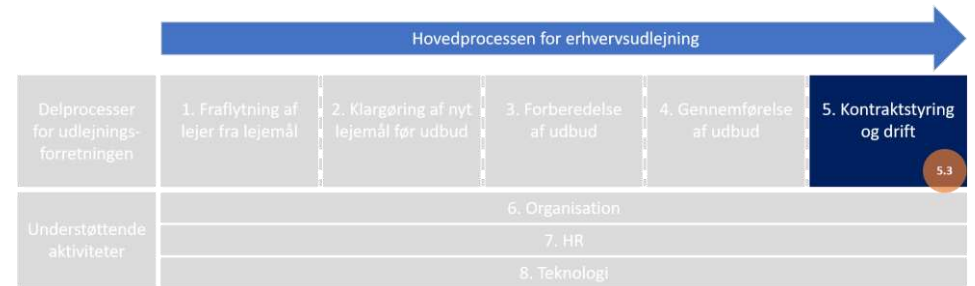 Hovedprocessen for erhvervsudlejning
Delprocesser
for udlejnings-
forretningen
1. Fraflytning af
lejer fra lejemål
2. Klargøring af nyt
lejemål før udbud
3. Forberedelse
af udbud
4. Gennemførelse
af udbud
5. Kontraktstyring
og drift
5.3
Understøttende
aktiviteter
6. Organisation
7. HR
8. Teknologi